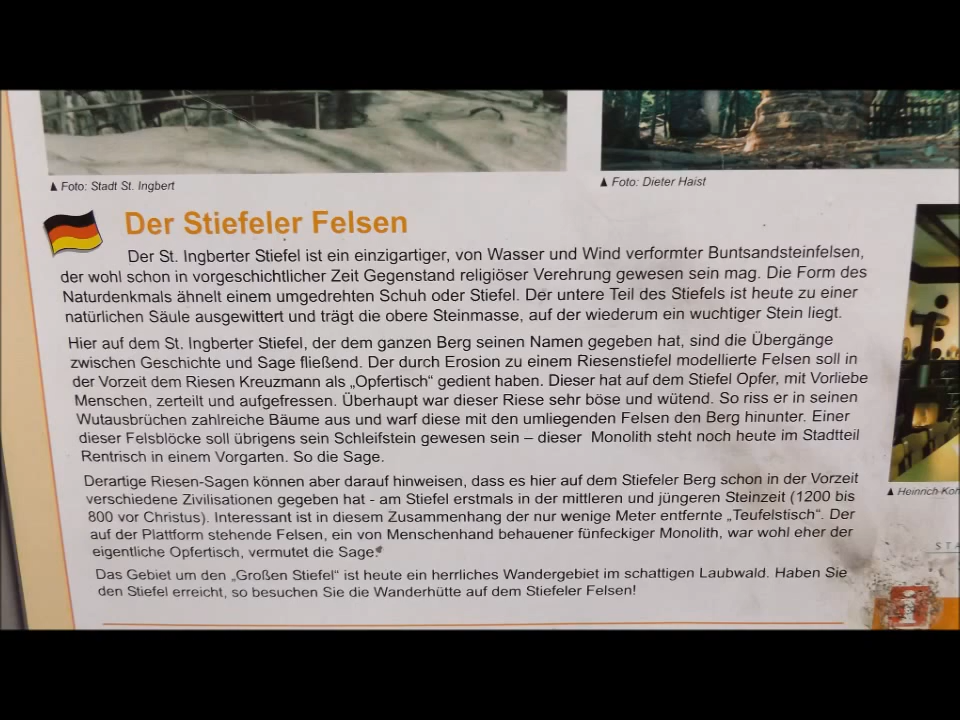 ▲ Foto: Stadt St. Ingbert
▲ Foto: Dieter Haist
Der Stiefeler Felsen
Der St. Ingberter Stiefel ist ein einzigartiger, von Wasser und Wind verformter Buntsandsteinfelsen,
der wohl schon in vorgeschichtlicher Zeit Gegenstand religiöser Verehrung gewesen sein mag. Die Form des
Naturdenkmals ähnelt einem umgedrehten Schuh oder Stiefel. Der untere Teil des Stiefels ist heute zu einer
natürlichen Säule ausgewittert und trägt die obere Steinmasse, auf der wiederum ein wuchtiger Stein liegt.
Hier auf dem St. Ingberter Stiefel, der dem ganzen Berg seinen Namen gegeben hat, sind die Übergänge
zwischen Geschichte und Sage fließend. Der durch Erosion zu einem Riesenstiefel modellierte Felsen soll in
der Vorzeit dem Riesen Kreuzmann als „Opfertisch“ gedient haben. Dieser hat auf dem Stiefel Opfer, mit Vorliebe
Menschen, zerteilt und aufgefressen. Überhaupt war dieser Riese sehr böse und wütend. So riss er in seinen
Wutausbrüchen zahlreiche Bäume aus und warf diese mit den umliegenden Felsen den Berg hinunter. Einer
dieser Felsblöcke soll übrigens sein Schleifstein gewesen sein – dieser Monolith steht noch heute im Stadtteil
Rentrisch in einem Vorgarten. So die Sage.
Derartige Riesen-Sagen können aber darauf hinweisen, dass es hier auf dem Stiefeler Berg schon in der Vorzeit
verschiedene Zivilisationen gegeben hat - am Stiefel erstmals in der mittleren und jüngeren Steinzeit (1200 bis
800 vor Christus). Interessant ist in diesem Zusammenhang der nur wenige Meter entfernte „Teufelstisch“. Der
auf der Plattform stehende Felsen, ein von Menschenhand behauener fünfeckiger Monolith, war wohl eher der
eigentliche Opfertisch, vermutet die Sage.
Das Gebiet um den „Großen Stiefel“ ist heute ein herrliches Wandergebiet im schattigen Laubwald. Haben Sie
den Stiefel erreicht, so besuchen Sie die Wanderhütte auf dem Stiefeler Felsen!
▲ Heinrich-Koh
STA